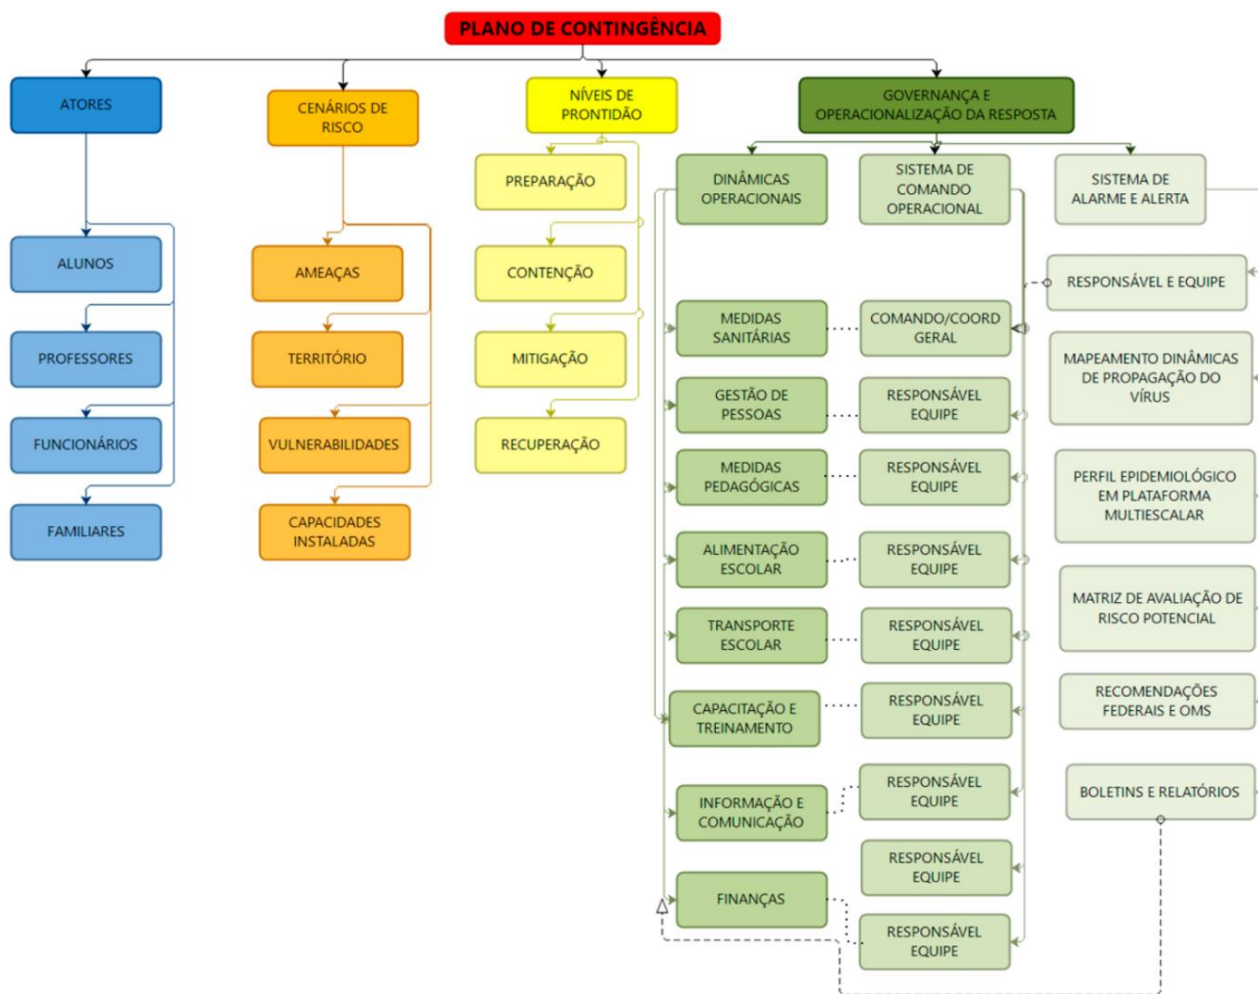 PLANO DE CONTINGÊNCIA
ATORES
CENÁRIOS DE
RISCO
NÍVEIS DE
PRONTIDÃO
GOVERNANÇA E
OPERACIONALIZAÇÃO DA RESPOSTA
ALUNOS
PROFESSORES
FUNCIONÁRIOS
FAMILIARES
AMEAÇAS
TERRITÓRIO
VULNERABILIDADES
CAPACIDADES
INSTALADAS
PREPARAÇÃO
CONTENÇÃO
MITIGAÇÃO
RECUPERAÇÃO
DINÂMICAS
OPERACIONAIS
MEDIDAS
SANITÁRIAS
GESTÃO DE
PESSOAS
MEDIDAS
PEDAGÓGICAS
ALIMENTAÇÃO
ESCOLAR
TRANSPORTE
ESCOLAR
CAPACITAÇÃO E
TREINAMENTO
INFORMAÇÃO E
COMUNICAÇÃO
FINANÇAS
SISTEMA DE
COMANDO
OPERACIONAL
COMANDO/COORD
GERAL
RESPONSÁVEL
EQUIPE
RESPONSÁVEL
EQUIPE
RESPONSÁVEL
EQUIPE
RESPONSÁVEL
EQUIPE
RESPONSÁVEL
EQUIPE
RESPONSÁVEL
EQUIPE
RESPONSÁVEL
EQUIPE
RESPONSÁVEL
EQUIPE
SISTEMA DE
ALARME E ALERTA
RESPONSÁVEL E EQUIPE
MAPEAMENTO DINÂMICAS
DE PROPAGAÇÃO DO
VÍRUS
PERFIL EPIDEMIOLÓGICO
EM PLATAFORMA
MULTIESCALAR
MATRIZ DE AVALIAÇÃO DE
RISCO POTENCIAL
RECOMENDAÇÕES
FEDERAIS E OMS
BOLETINS E RELATÓRIOS